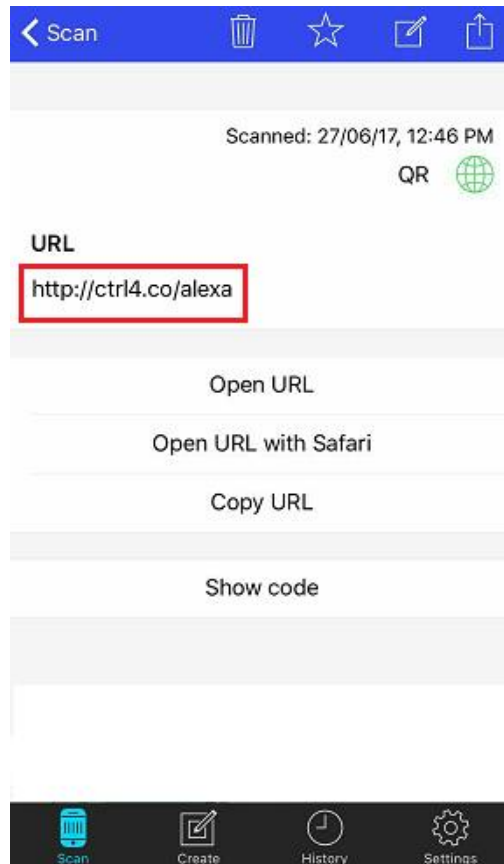 Scan
Scanned: 27/06/17, 12:46 PM
QR
URL
http://ctrl4.co/alexa
Open URL
Open URL with Safari
Copy URL
Show code
Scan
Create
History
Settings